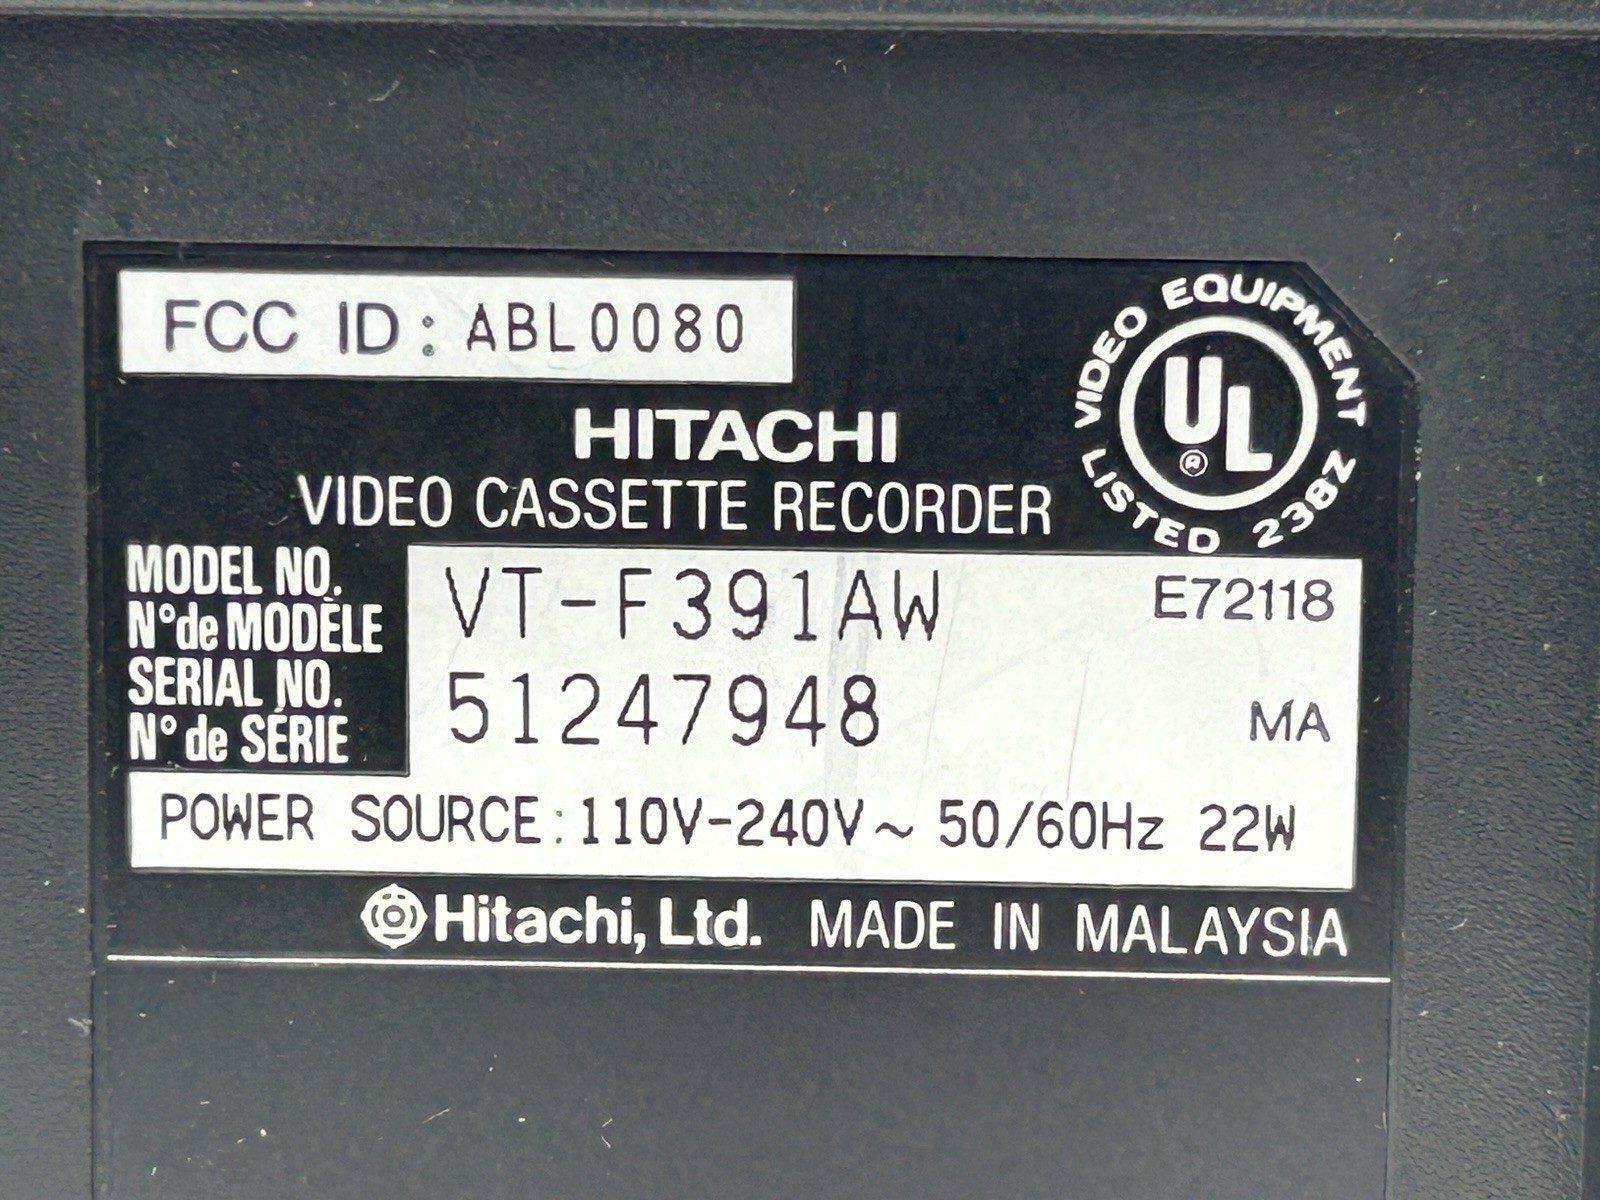 FCC ID: ABL0080
VIDEO EQUIPMENT
UL
®
LISTED 238Z
HITACHI
VIDEO CASSETTE RECORDER
MODEL NO.
N° de MODÈLE
VT-F391AW
E72118
SERIAL NO.
N° de SÉRIE
51247948
MA
POWER SOURCE: 110V-240V~ 50/60Hz 22W
Hitachi, Ltd. MADE IN MALAYSIA